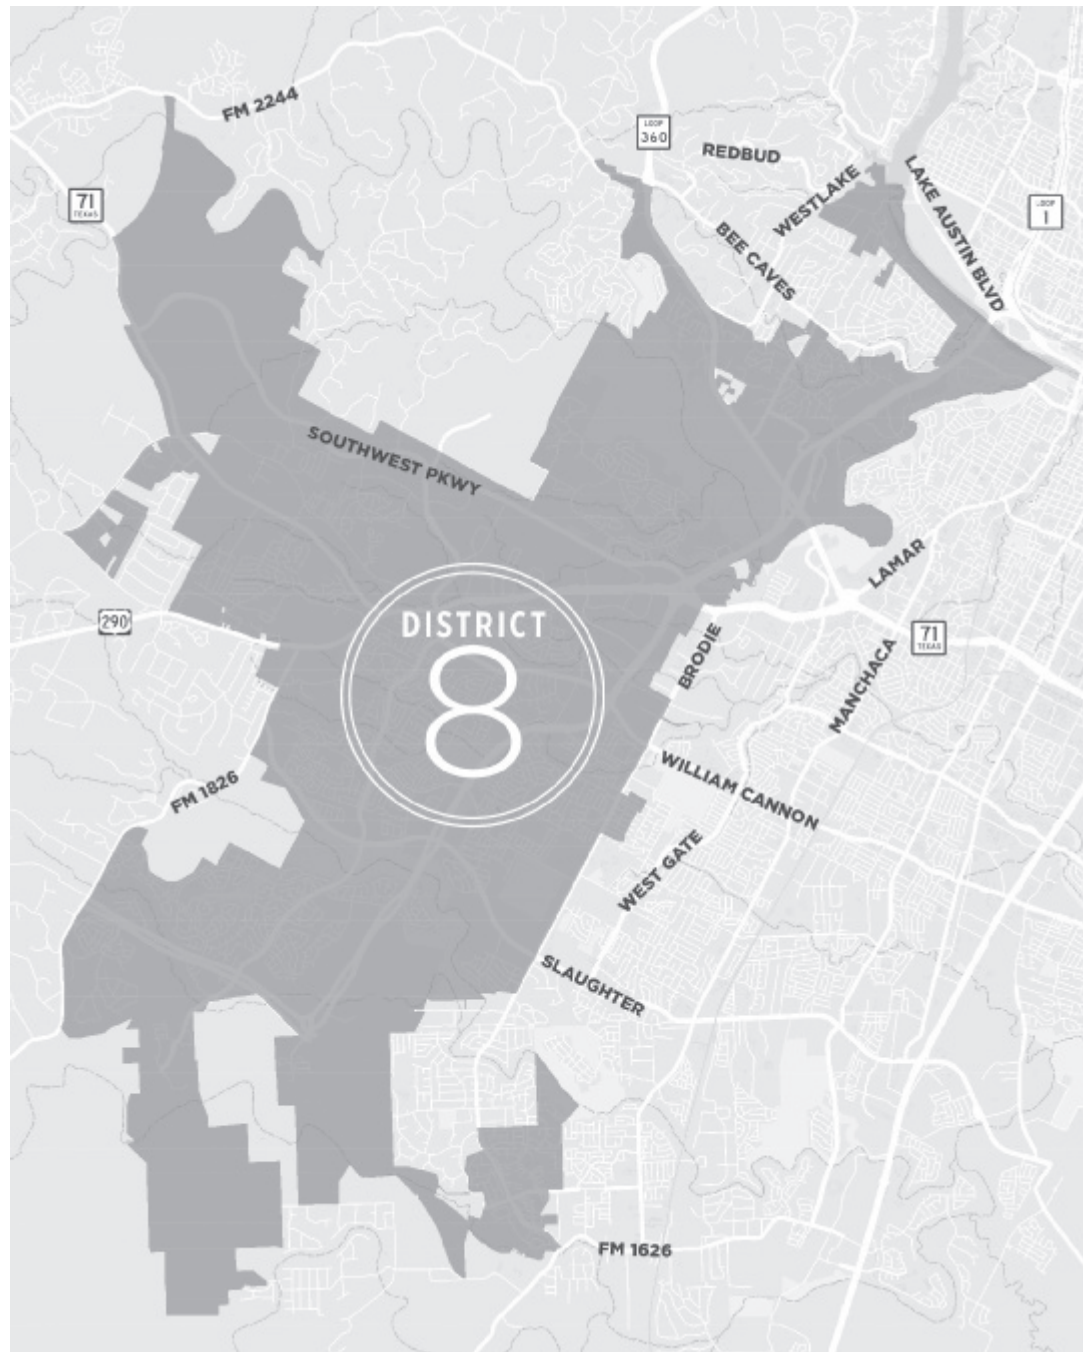 FM 2244
LOOP
360
REDBUD
71
TEXAS
WESTLAKE
LAKE AUSTIN BLVD
LOOP
1
BEE CAVES
SOUTHWEST PKWY
DISTRICT
8
LAMAR
290
71
TEXAS
BRODIE
MANCHACA
WILLIAM CANNON
FM 1826
WEST GATE
SLAUGHTER
FM 1626